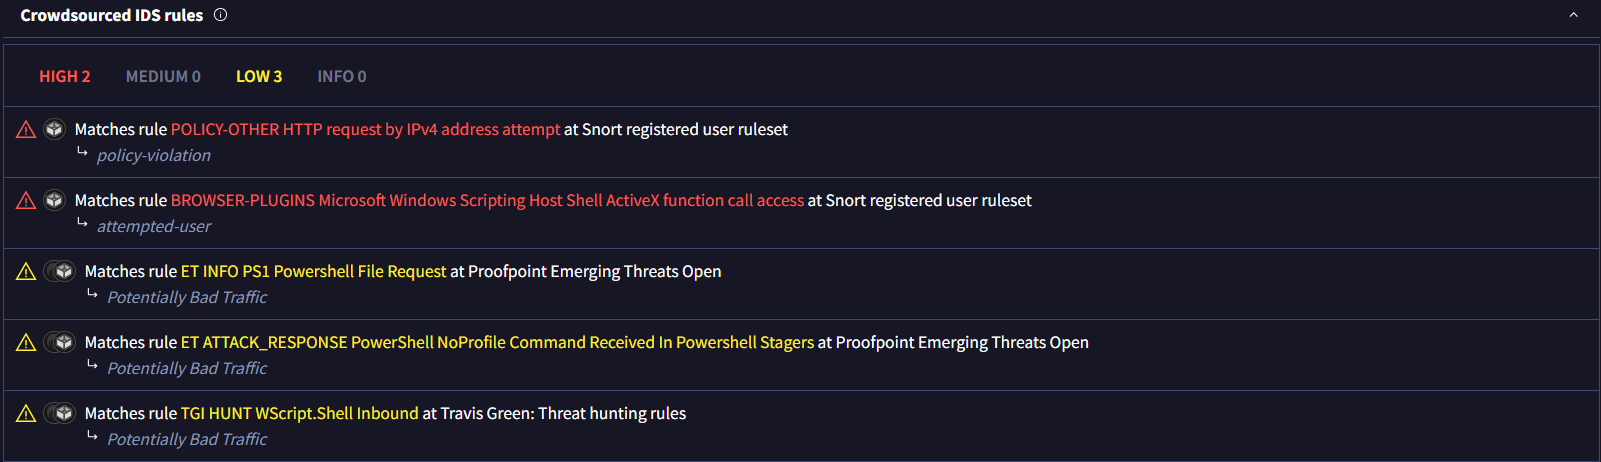 Crowdsourced IDS rules
HIGH 2 MEDIUM 0 LOW 3 INFO 0
Matches rule POLICY-OTHER HTTP request by IPv4 address attempt at Snort registered user ruleset
policy-violation
Matches rule BROWSER-PLUGINS Microsoft Windows Scripting Host Shell ActiveX function call access at Snort registered user ruleset
attempted-user
Matches rule ET INFO PS1 Powershell File Request at Proofpoint Emerging Threats Open
Potentially Bad Traffic
Matches rule ET ATTACK_RESPONSE PowerShell NoProfile Command Received In Powershell Stagers at Proofpoint Emerging Threats Open
Potentially Bad Traffic
Matches rule TGI HUNT WScript.Shell Inbound at Travis Green: Threat hunting rules
Potentially Bad Traffic